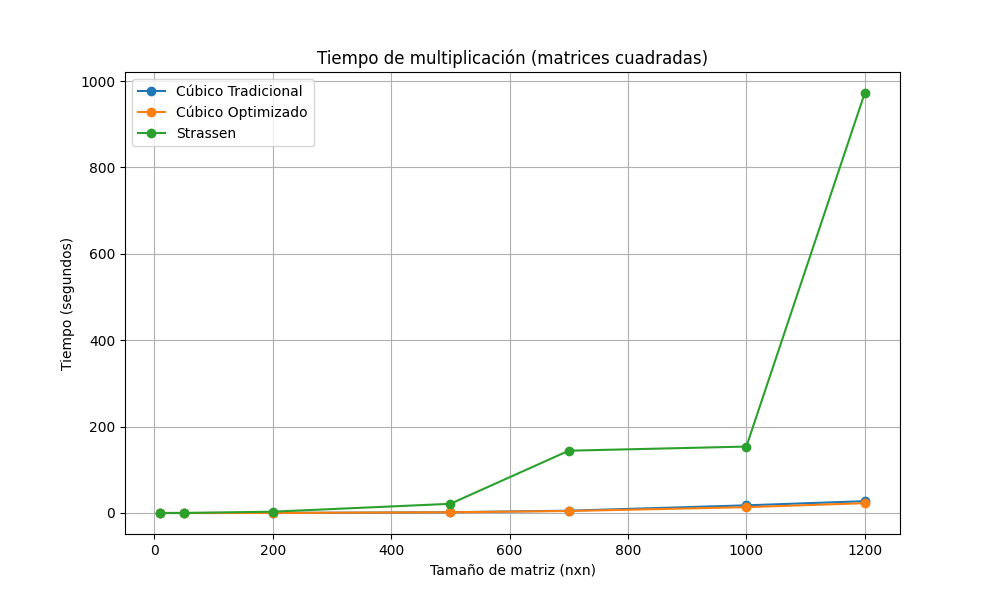 Tiempo de multiplicación (matrices cuadradas)
Cúbico Tradicional
Cúbico Optimizado
Strassen
Tiempo (segundos)
1000
800
600
400
200
0
0 200 400 600 800 1000 1200
Tamaño de matriz (nxn)